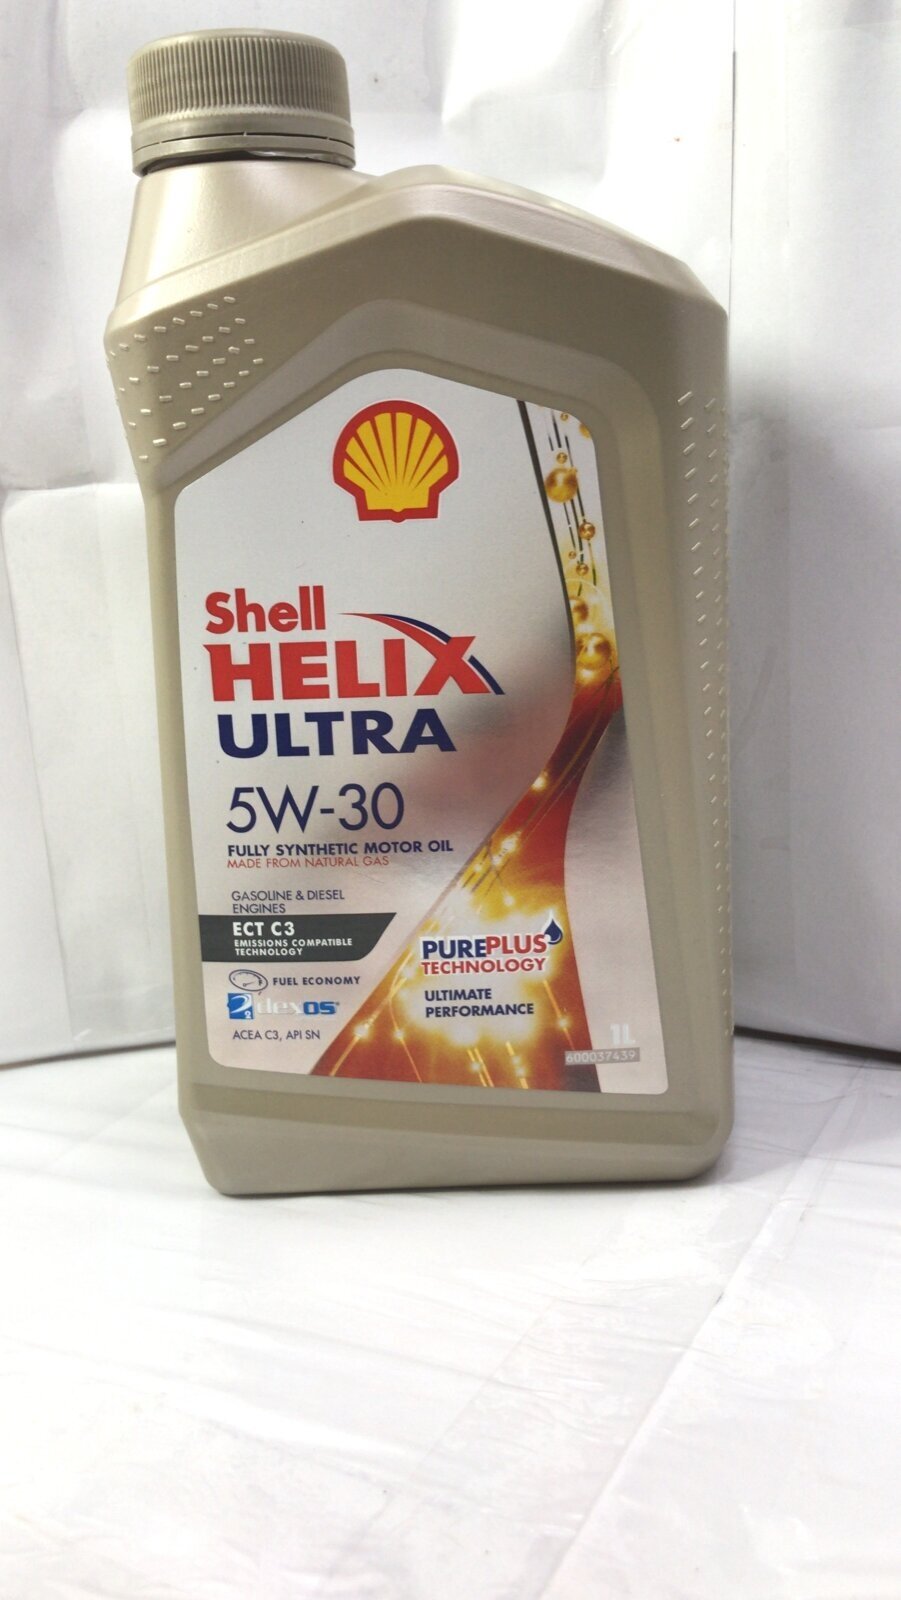 Shell
HELIX
ULTRA
5W-30
FULLY SYNTHETIC MOTOR OIL
MADE FROM NATURAL GAS
GASOLINE & DIESEL
ENGINES
ECT C3
EMISSIONS COMPATIBLE
TECHNOLOGY
FUEL ECONOMY
dexos 2
ACEA C3, API SN
PUREPLUS
TECHNOLOGY
ULTIMATE
PERFORMANCE
1L
600037439